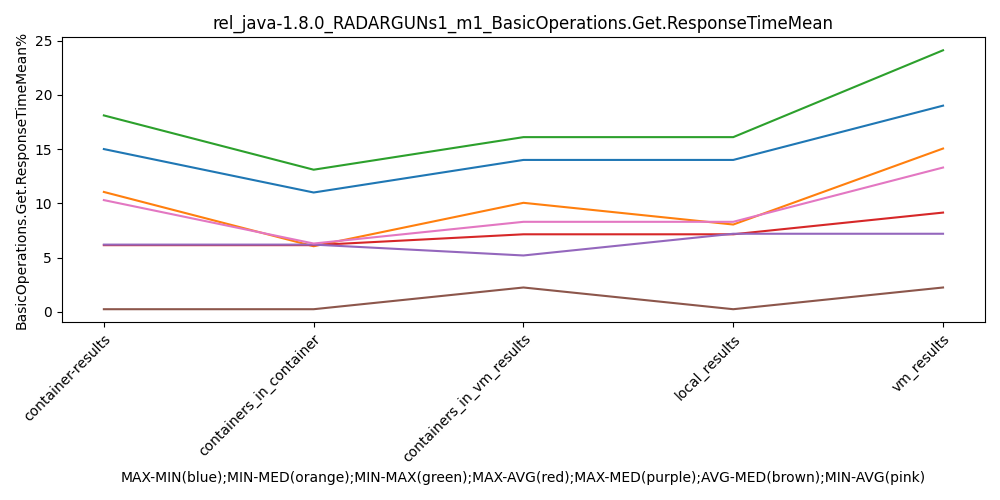 rel_java-1.8.0_RADARGUNs1_m1_BasicOperations.Get.ResponseTimeMean
BasicOperations.Get.ResponseTimeMean%
25
20
15
10
5
0
container-results
containers_in_container
containers_in_vm_results
local_results
vm_results
MAX-MIN(blue);MIN-MED(orange);MIN-MAX(green);MAX-AVG(red);MAX-MED(purple);AVG-MED(brown);MIN-AVG(pink)